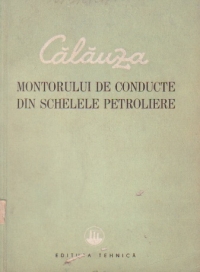 Călăuza
MONTORULUI DE CONDUCTE
DIN SCHELELE PETROLIERE
EDITURA TEHNICĂ